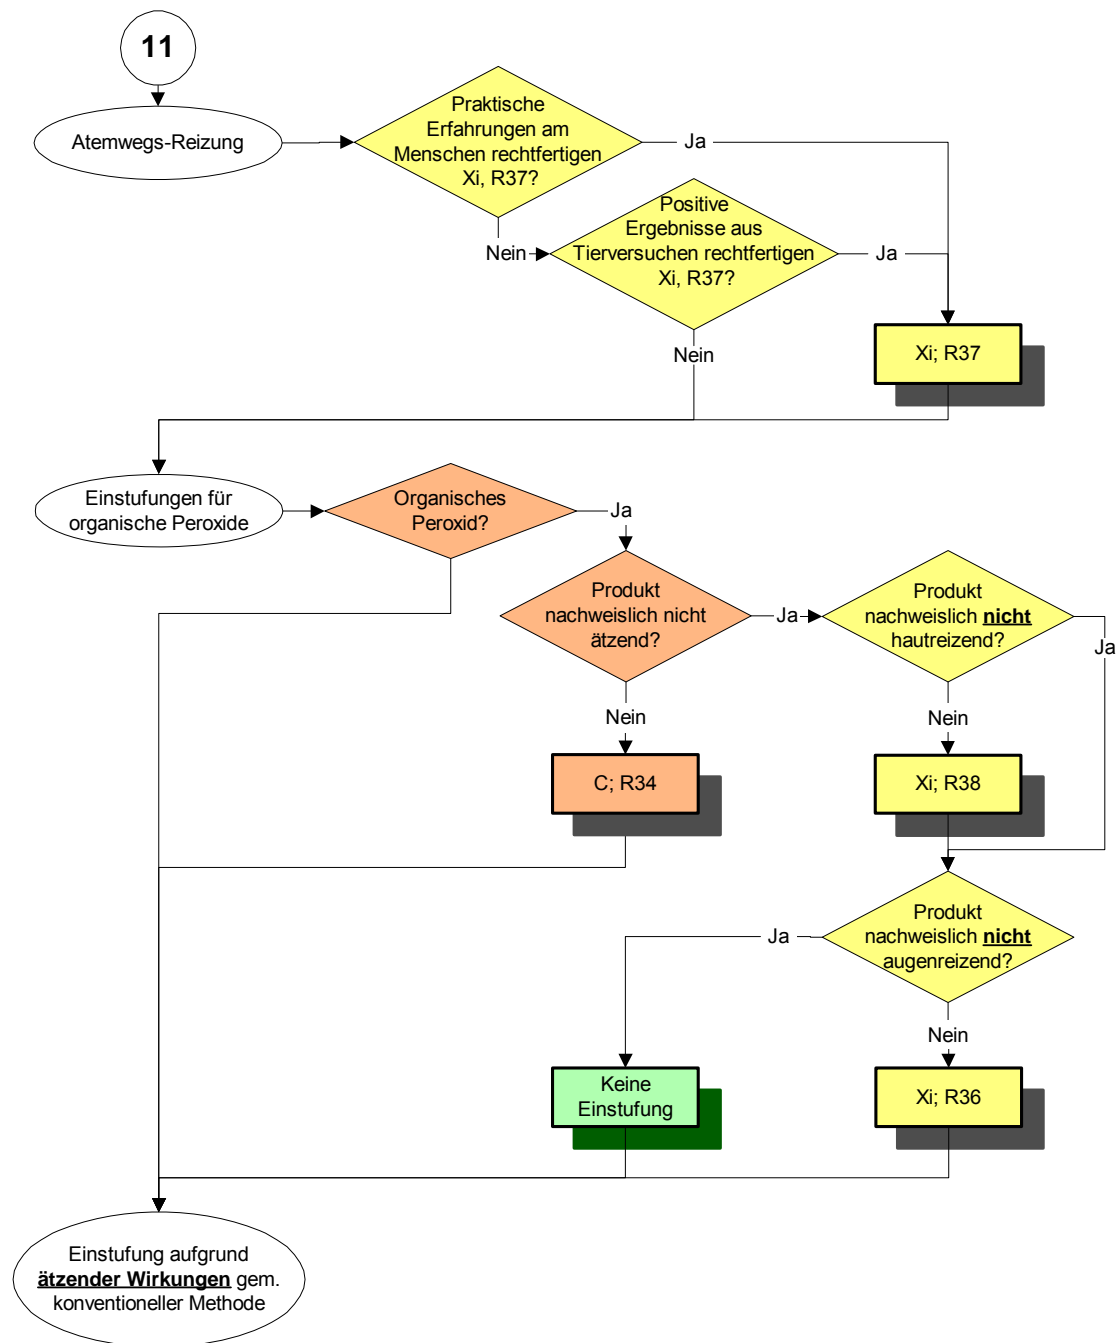 11
Atemwegs-Reizung
Praktische
Erfahrungen am
Menschen rechtfertigen
Xi, R37?
Ja
Nein
Positive
Ergebnisse aus
Tierversuchen rechtfertigen
Xi, R37?
Ja
Nein
Xi; R37
Einstufungen für
organische Peroxide
Organisches
Peroxid?
Ja
Produkt
nachweislich nicht
ätzend?
Ja
Produkt
nachweislich nicht
hautreizend?
Ja
Nein
Nein
C; R34
Xi; R38
Produkt
nachweislich nicht
augenreizend?
Ja
Nein
Keine
Einstufung
Xi; R36
Einstufung aufgrund
ätzender Wirkungen gem.
konventioneller Methode